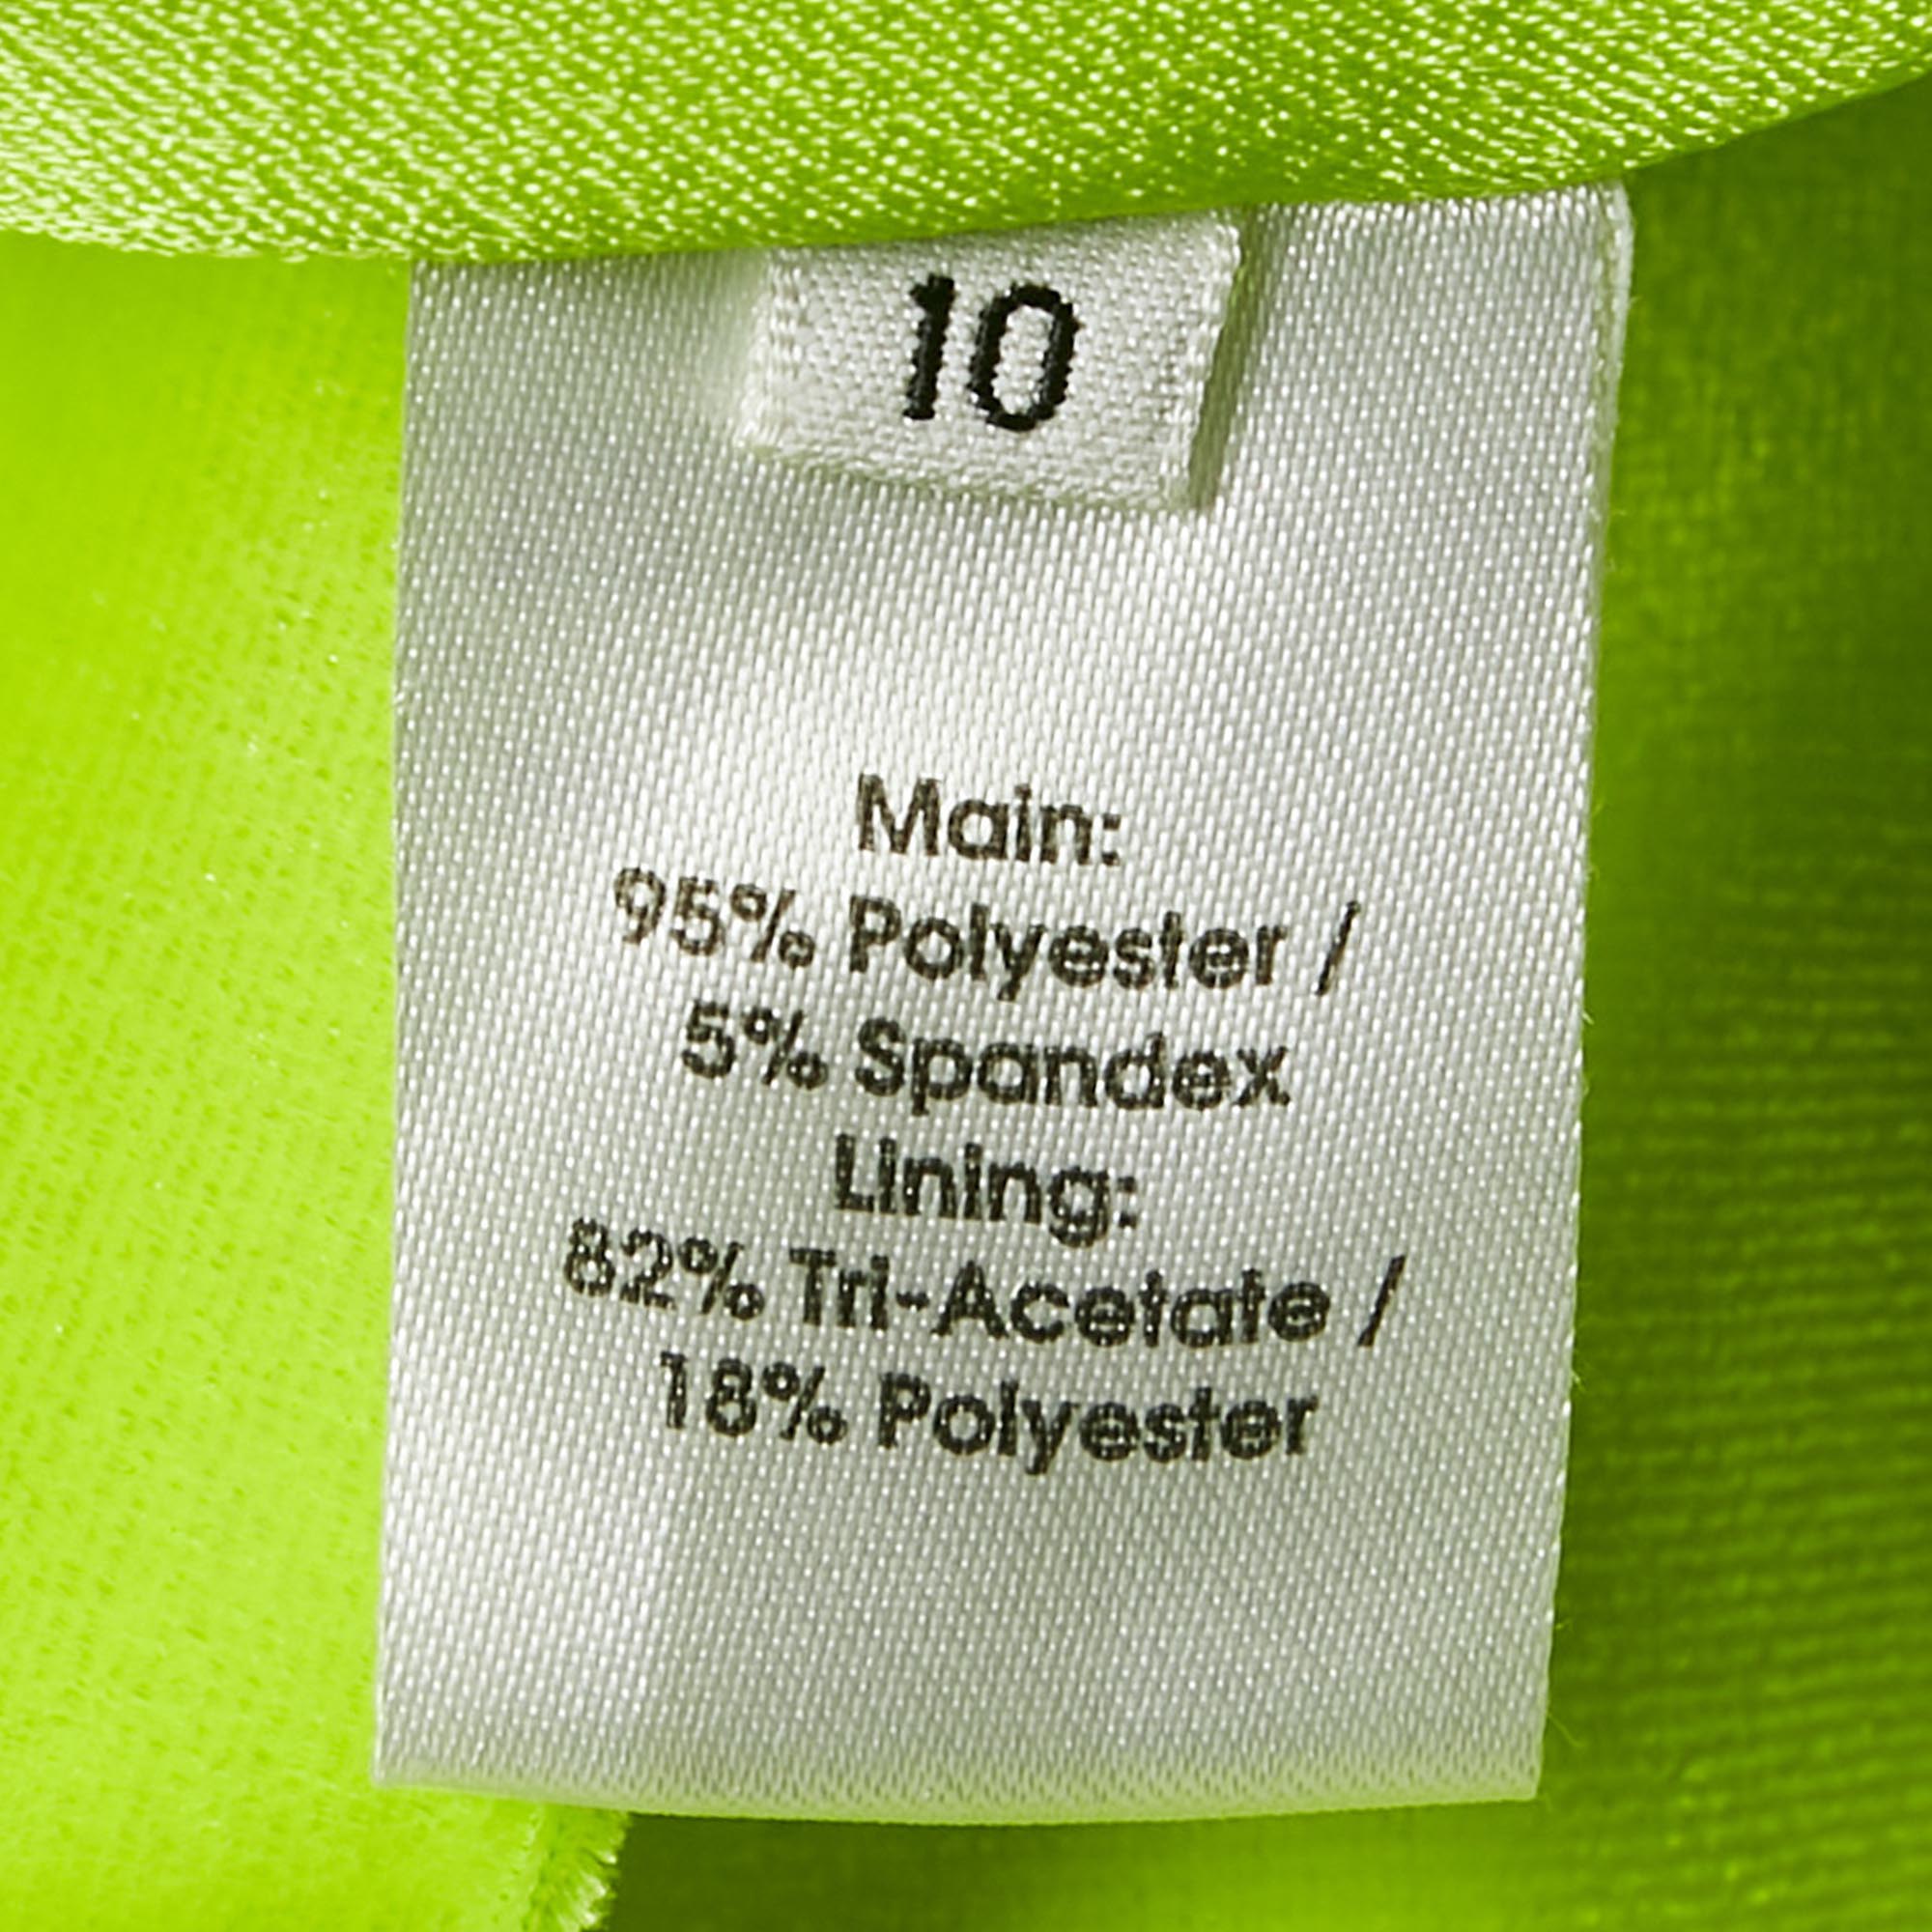 10
Main:
95% Polyester /
5% Spandex
Lining:
82% Tri-Acetate /
18% Polyester